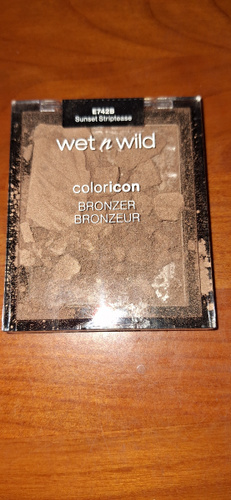 E742B
Sunset Striptease
wet n wild
coloricon
BRONZER
BRONZEUR